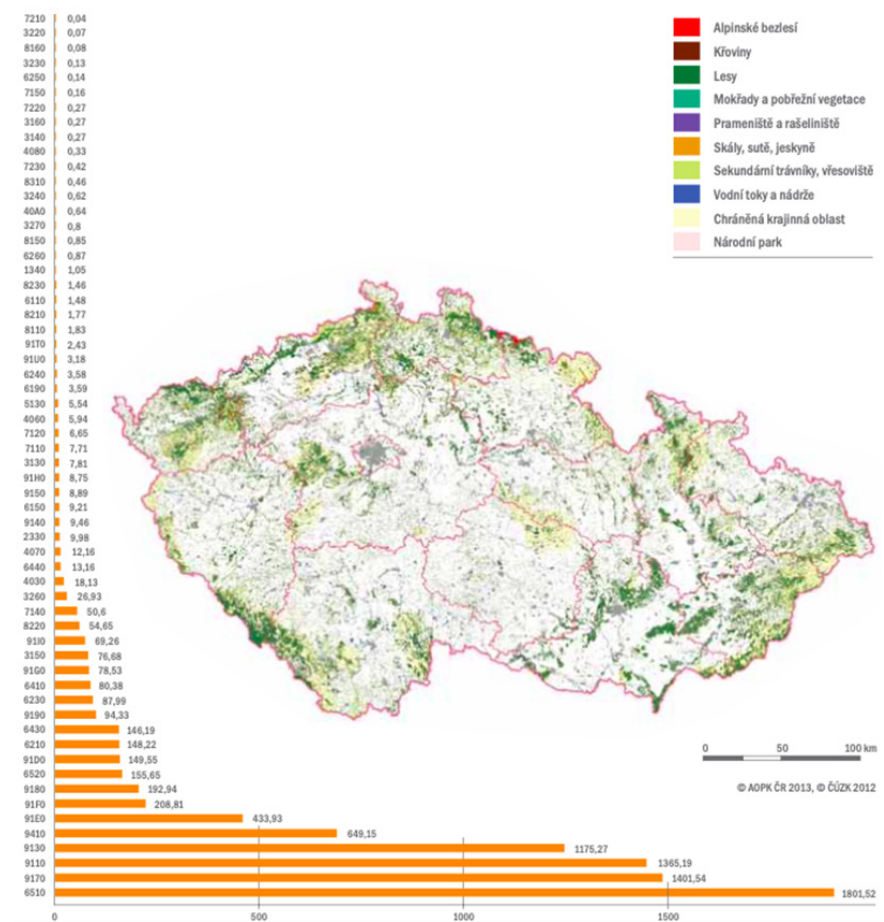 7210 0,04
3220 0,07
8160 0,08
3230 0,13
6250 0,14
7150 0,16
7220 0,27
3160 0,27
3140 0,27
4080 0,33
7230 0,42
8310 0,46
3240 0,62
40A0 0,64
3270 0,8
8150 0,85
6260 0,87
1340 1,05
8230 1,46
6110 1,48
8210 1,77
8110 1,83
91T0 2,43
91U0 3,18
6240 3,58
6190 3,59
5130 5,54
4060 5,94
7120 6,65
7110 7,71
3130 7,81
91H0 8,75
9150 8,89
6150 9,21
9140 9,46
2330 9,98
4070 12,16
6440 13,16
4030 18,13
3260 26,93
7140 50,6
8220 54,65
91I0 69,26
3150 76,68
91G0 78,53
6410 80,38
6230 87,99
9190 94,33
6430 146,19
6210 148,22
91D0 149,55
6520 155,65
9180 192,94
91F0 208,81
91E0 433,93
9410 649,15
9130 1175,27
9110 1365,19
9170 1401,54
6510 1801,52
0 500 1000 1500
Alpinské bezlesí
Křoviny
Lesy
Mokřady a pobřežní vegetace
Prameniště a rašeliniště
Skály, sutě, jeskyně
Sekundární trávníky, vřesoviště
Vodní toky a nádrže
Chráněná krajinná oblast
Národní park
0 50 100 km
© AOPK ČR 2013, © ČÚZK 2012